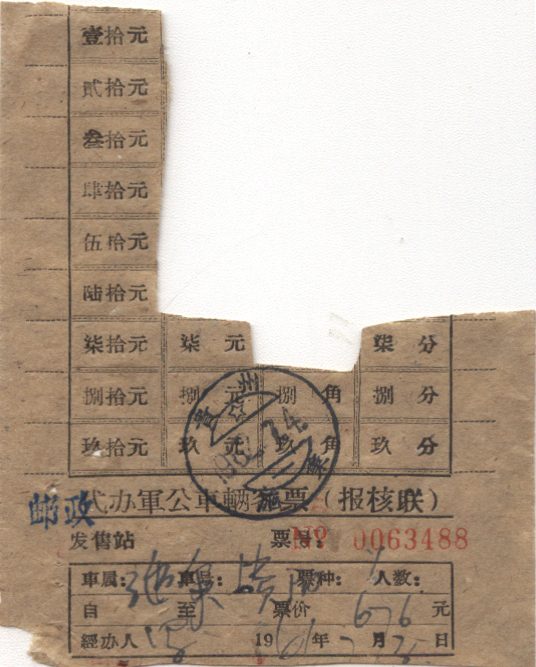 壹拾元
贰拾元
叁拾元
肆拾元
伍拾元
陆拾元
柒拾元 柒元 柒分
捌拾元 捌元 捌角 捌分
玖拾元 玖元 玖角 玖分
邮政
代办軍公車輛客票(报核联)
发售站 票号: № 0063488
車属: 車号: 票种: 人数:
自 至 票价 676 元
經办人 1961年 7月 日